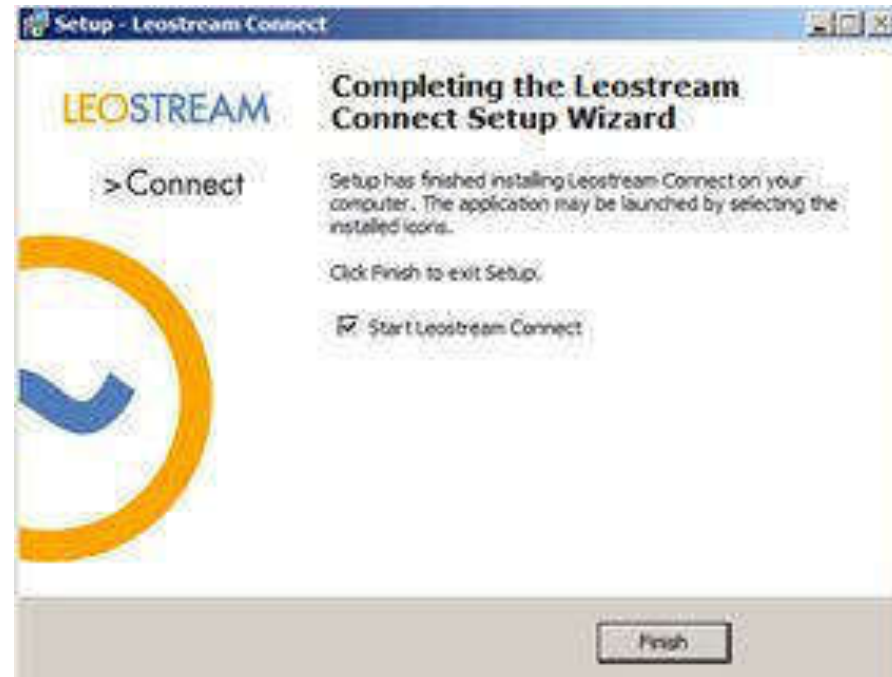 Setup - Leostream Connect
LEOSTREAM
>Connect
Completing the Leostream
Connect Setup Wizard
Setup has finished installing Leostream Connect on your
computer. The application may be launched by selecting the
installed icons.
Click Finish to exit Setup.
Start Leostream Connect
Finish